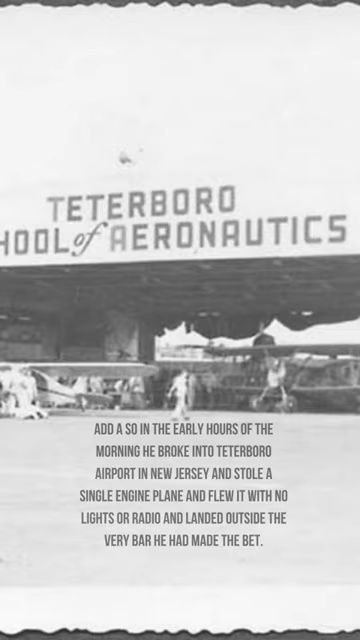 TETERBORO
HOOL of AERONAUTICS
ADD A SO IN THE EARLY HOURS OF THE
MORNING HE BROKE INTO TETERBORO
AIRPORT IN NEW JERSEY AND STOLE A
SINGLE ENGINE PLANE AND FLEW IT WITH NO
LIGHTS OR RADIO AND LANDED OUTSIDE THE
VERY BAR HE HAD MADE THE BET.